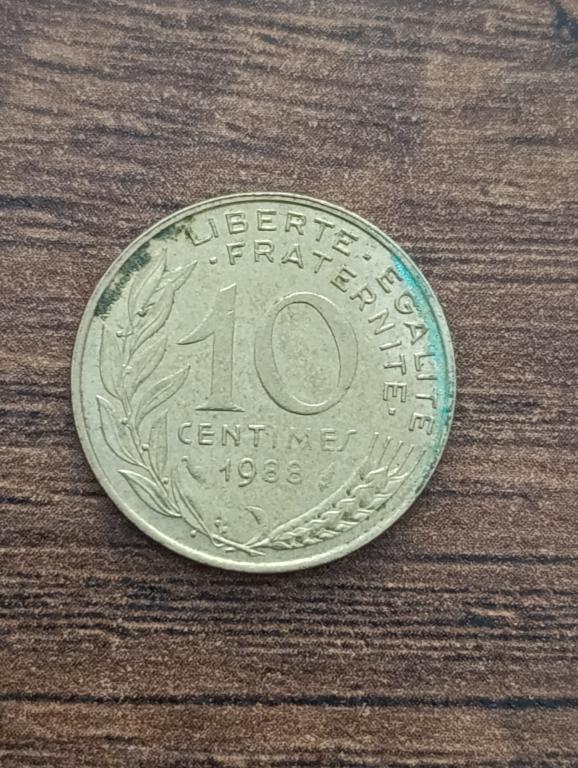 LIBERTE · EGALITE
· FRATERNITE ·
10
CENTIMES
1988